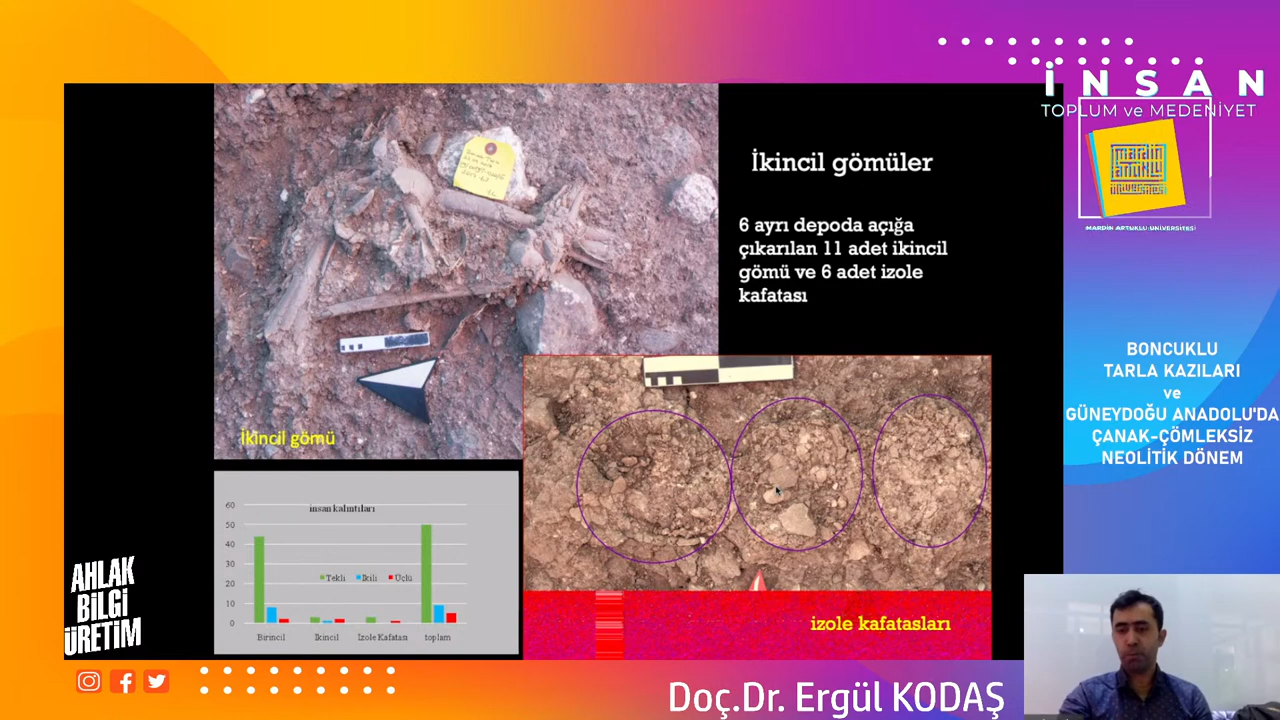 İNSAN
TOPLUM ve MEDENİYET
mardin
artuklu
üniversitesi
MARDİN ARTUKLU ÜNİVERSİTESİ
İkincil gömüler
6 ayrı depoda açığa
çıkarılan 11 adet ikincil
gömü ve 6 adet izole
kafatası
İkincil gömü
BONCUKLU
TARLA KAZILARI
ve
GÜNEYDOĞU ANADOLU'DA
ÇANAK-ÇÖMLEKSİZ
NEOLİTİK DÖNEM
insan kalıntıları
60
50
40
30
20
10
0
Tekli İkili Üçlü
Birincil İkincil İzole Kafatası toplam
izole kafatasları
AHLAK
BİLGİ
ÜRETİM
Doç.Dr. Ergül KODAŞ